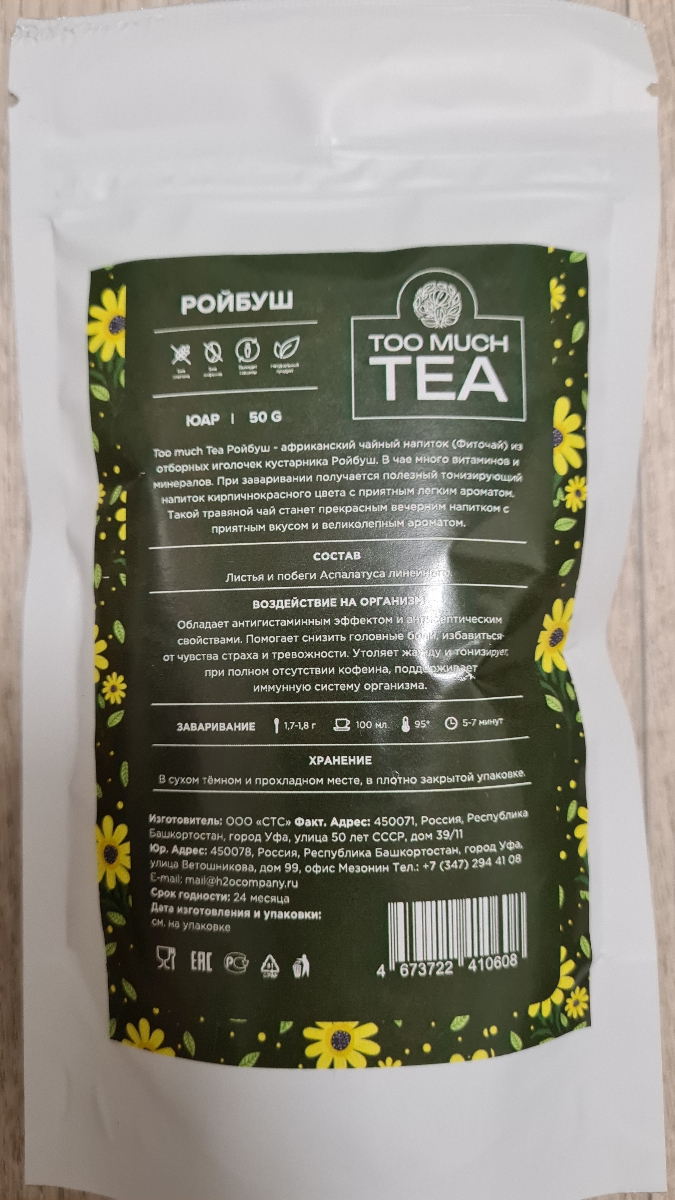 РОЙБУШ
TOO MUCH
TEA
ЮАР | 50 G
Too much Tea Ройбуш - африканский чайный напиток (Фиточай) из
отборных иголочек кустарника Ройбуш. В чае много витаминов и
минералов. При заваривании получается полезный тонизирующий
напиток кирпичнокрасного цвета с приятным легким ароматом.
Такой травяной чай станет прекрасным вечерним напитком с
приятным вкусом и великолепным ароматом.
СОСТАВ
Листья и побеги Аспалатуса
ВОЗДЕЙСТВИЕ НА
Обладает антигистаминным эффектом и антисептическим
свойствами. Помогает снизить головные боли, избавиться
от чувства страха и тревожности. Утоляет жажду и тонизирует,
при полном отсутствии кофеина, поддерживает
иммунную систему организма.
ЗАВАРИВАНИЕ 1,7-1,8 г 100 мл. 95° 5-7 минут
ХРАНЕНИЕ
В сухом тёмном и прохладном месте, в плотно закрытой упаковке.
Изготовитель: ООО «СТС» Факт. Адрес: 450071, Россия, Республика
Башкортостан, город Уфа, улица 50 лет СССР, дом 39/11
Юр. Адрес: 450078, Россия, Республика Башкортостан, город Уфа,
улица Ветошникова, дом 99, офис Мезонин Тел.: +7 (347) 294 41 08
E-mail: mail@h2ocompany.ru
Срок годности: 24 месяца
Дата изготовления и упаковки:
см. на упаковке
EAC
4 673722 410608